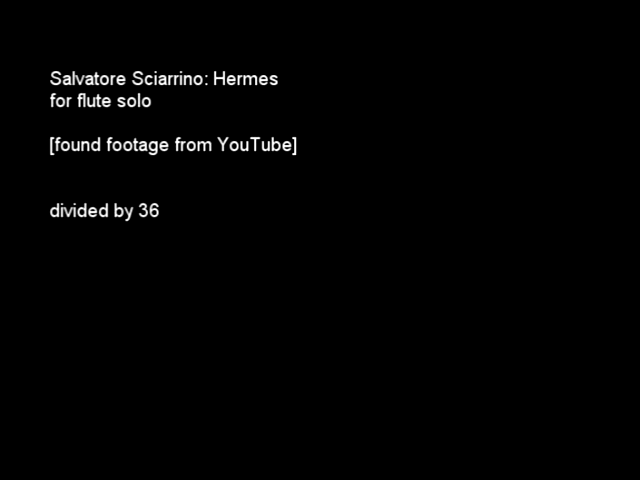 Salvatore Sciarrino: Hermes
for flute solo
[found footage from YouTube]
divided by 36